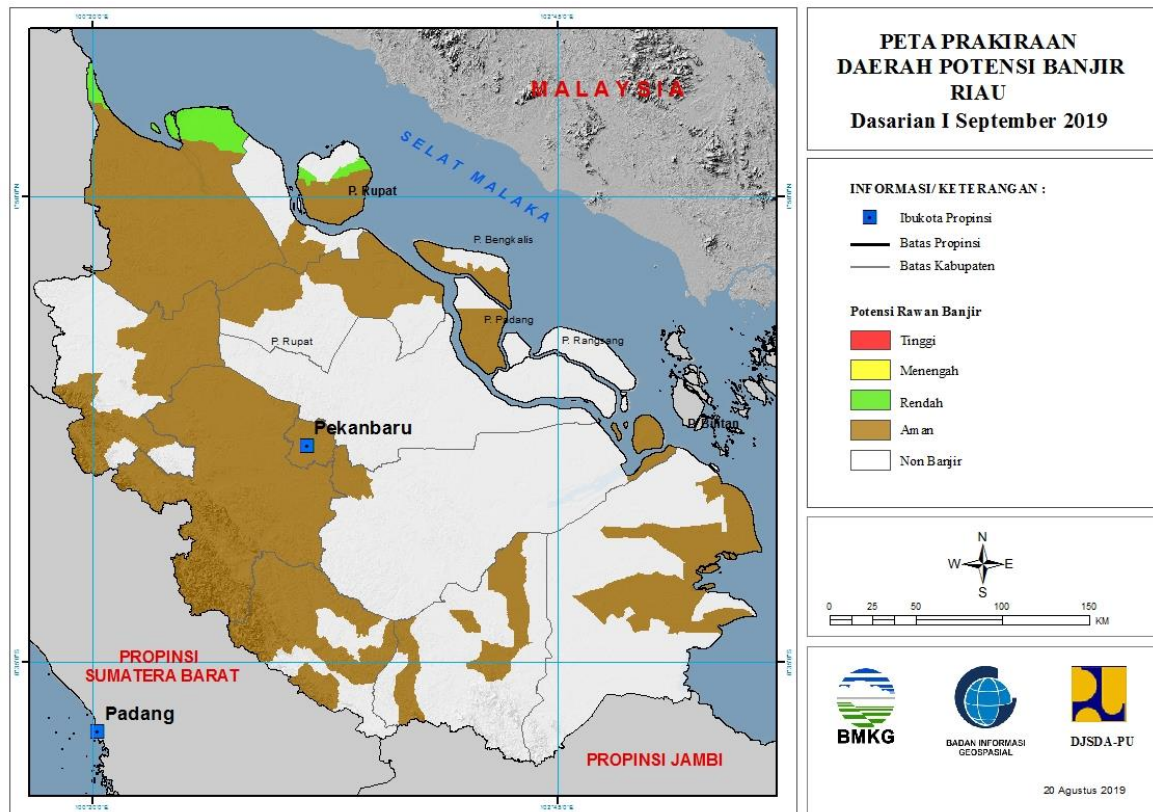 PETA PRAKIRAAN
DAERAH POTENSI BANJIR
RIAU
Dasarian I September 2019
INFORMASI/ KETERANGAN :
Ibukota Propinsi
Batas Propinsi
Batas Kabupaten
Potensi Rawan Banjir
Tinggi
Menengah
Rendah
Aman
Non Banjir
N
W E
S
0 25 50 100 150
KM
BMKG
BADAN INFORMASI
GEOSPASIAL
DJSDA-PU
20 Agustus 2019
MALAYSIA
SELAT MALAKA
P. Rupat
P. Bengkalis
P. Padang
P. Rupat
P. Rangsang
P. Bintan
Pekanbaru
PROPINSI
SUMATERA BARAT
Padang
PROPINSI JAMBI